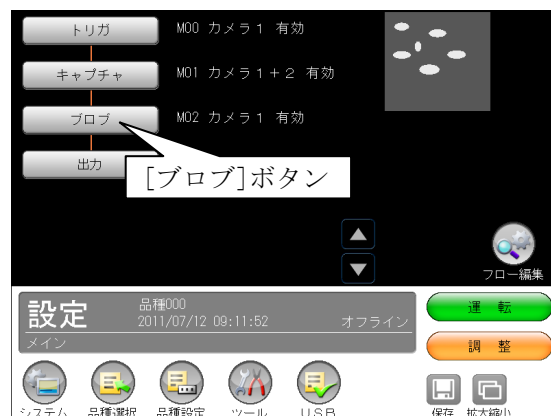 トリガ M00 カメラ1 有効
キャプチャ M01 カメラ1+2 有効
ブロブ M02 カメラ1 有効
出力
[ブロブ]ボタン
フロー編集
設定 品種000
2011/07/12 09:11:52 オフライン
メイン
運 転
調 整
システム 品種選択 品種設定 ツール USB 保存 拡大縮小